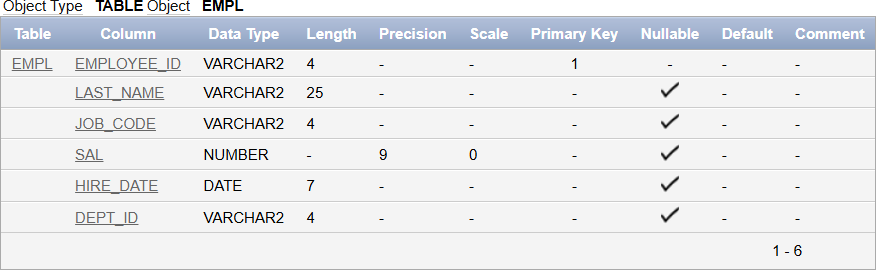 Object Type TABLE Object EMPL
Table Column Data Type Length Precision Scale Primary Key Nullable Default Comment
EMPL EMPLOYEE_ID VARCHAR2 4 - - 1 - - -
LAST_NAME VARCHAR2 25 - - - ✓ - -
JOB_CODE VARCHAR2 4 - - - ✓ - -
SAL NUMBER - 9 0 - ✓ - -
HIRE_DATE DATE 7 - - - ✓ - -
DEPT_ID VARCHAR2 4 - - - ✓ - -
1 - 6